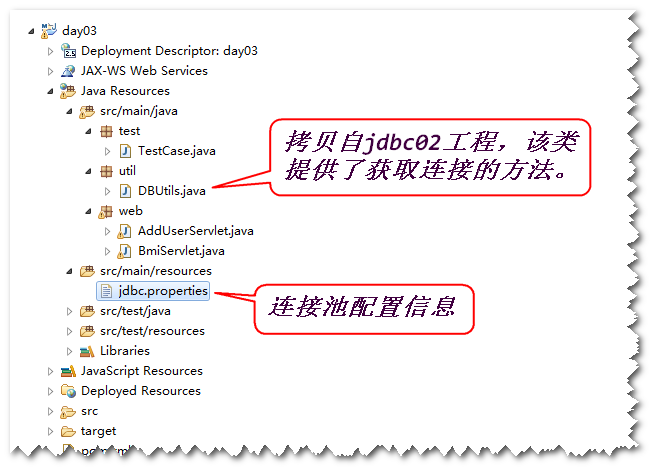 day03
Deployment Descriptor: day03
JAX-WS Web Services
Java Resources
src/main/java
test
TestCase.java
util
DBUtils.java
web
AddUserServlet.java
BmiServlet.java
src/main/resources
jdbc.properties
src/test/java
src/test/resources
Libraries
JavaScript Resources
Deployed Resources
src
target
拷贝自jdbc02工程，该类
提供了获取连接的方法。
连接池配置信息